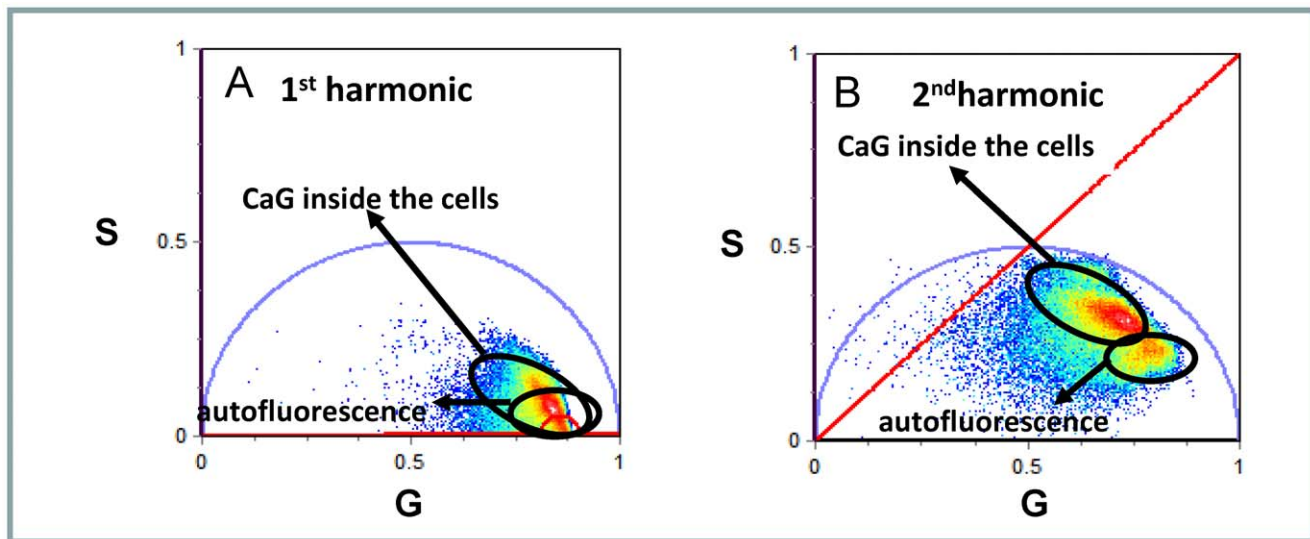 A 1st harmonic
CaG inside the cells
autofluorescence
S
1
0.5
0
0
0.5
1
G
B 2ndharmonic
CaG inside the cells
autofluorescence
S
1
0.5
0
0
0.5
1
G